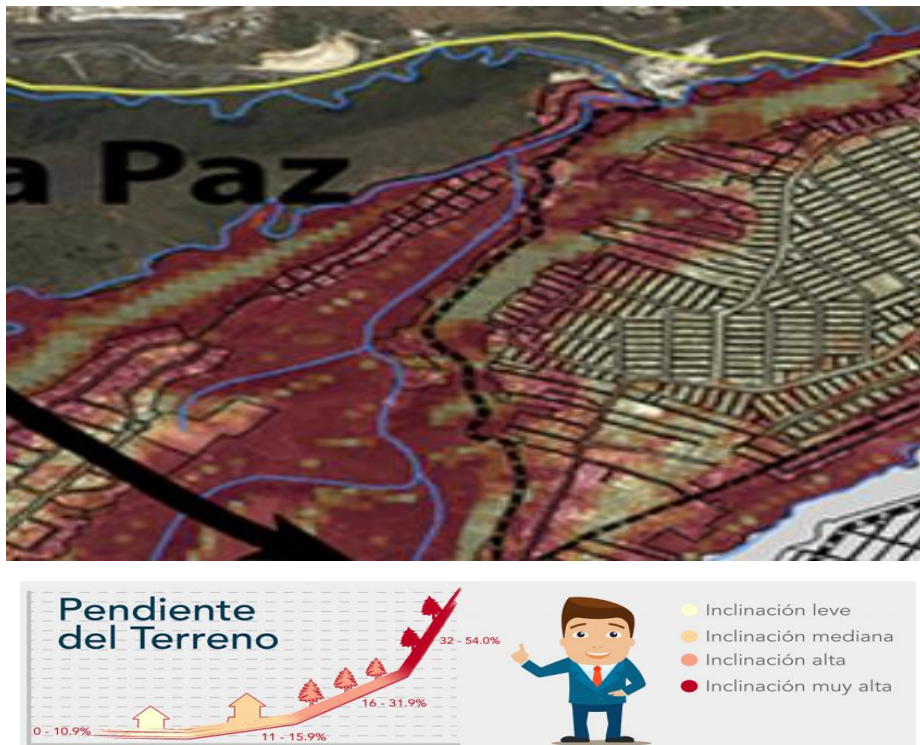 a Paz
Pendiente
del Terreno
32 - 54.0%
16 - 31.9%
0 - 10.9%
11 - 15.9%
Inclinación leve
Inclinación mediana
Inclinación alta
Inclinación muy alta